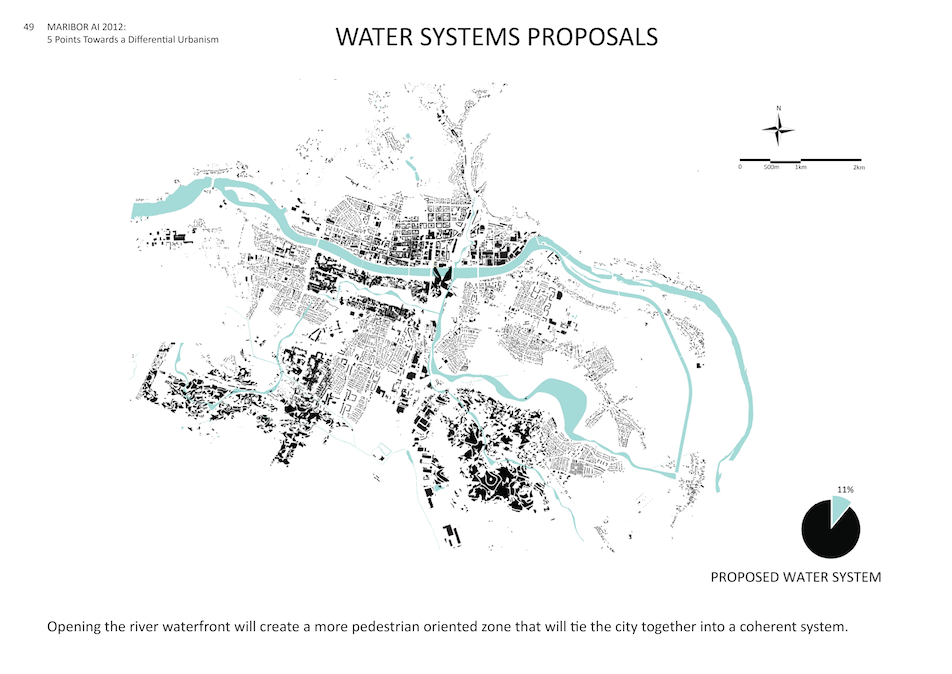 49 MARIBOR AI 2012:
5 Points Towards a Differential Urbanism
WATER SYSTEMS PROPOSALS
N
0 500m 1km 2km
11%
PROPOSED WATER SYSTEM
Opening the river waterfront will create a more pedestrian oriented zone that will tie the city together into a coherent system.